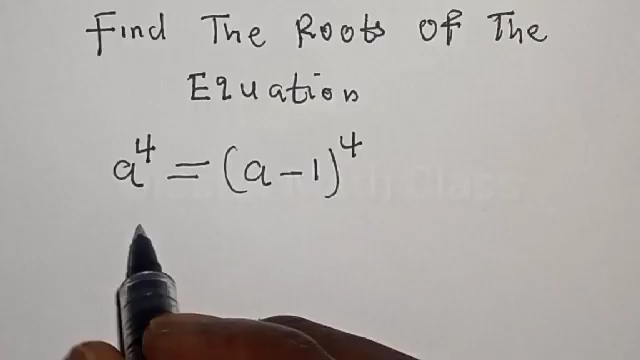 Find The Roots Of The
Equation
a⁴ = (a - 1)⁴